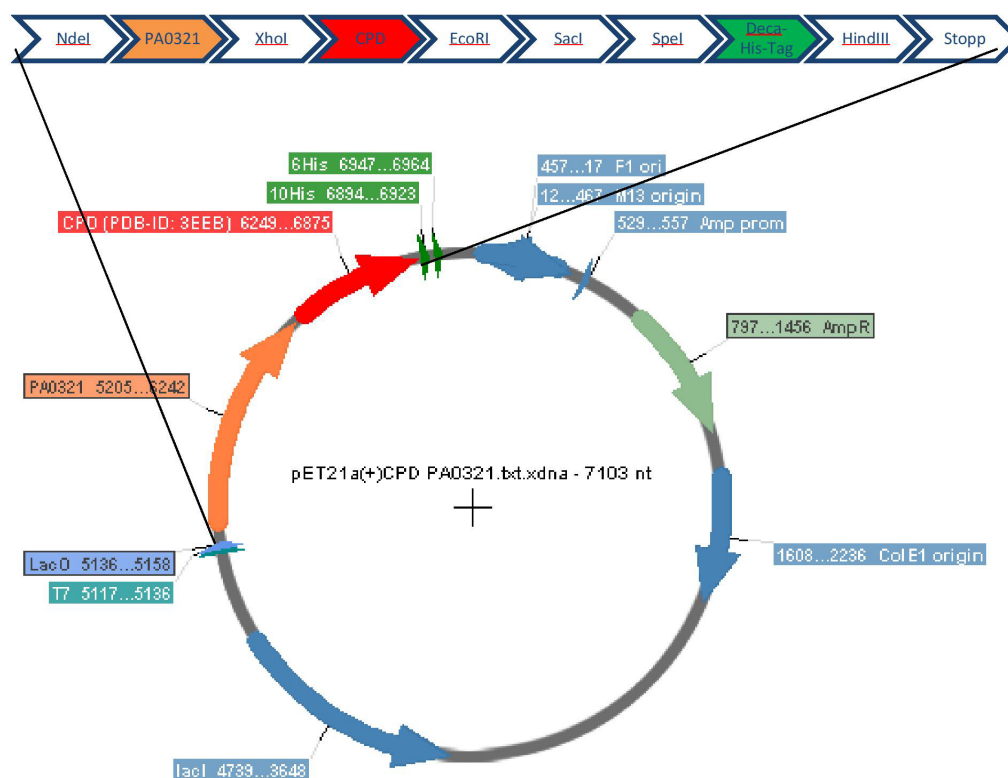 NdeI
PA0321
XhoI
CPD
EcoRI
SacI
SpeI
Deca-
His-Tag
HindIII
Stopp
6His 6947...6964
10His 6894...6923
CPD (PDB-ID: 3EEB) 6249...6875
457...17 F1 ori
12...467 M13 origin
529...557 Amp prom
797...1456 AmpR
PA0321 5205...6242
pET21a(+)CPD PA0321.txt.xdna - 7103 nt
LacO 5136...5158
T7 5117...5136
1608...2236 ColE1 origin
lacI 4739...3648